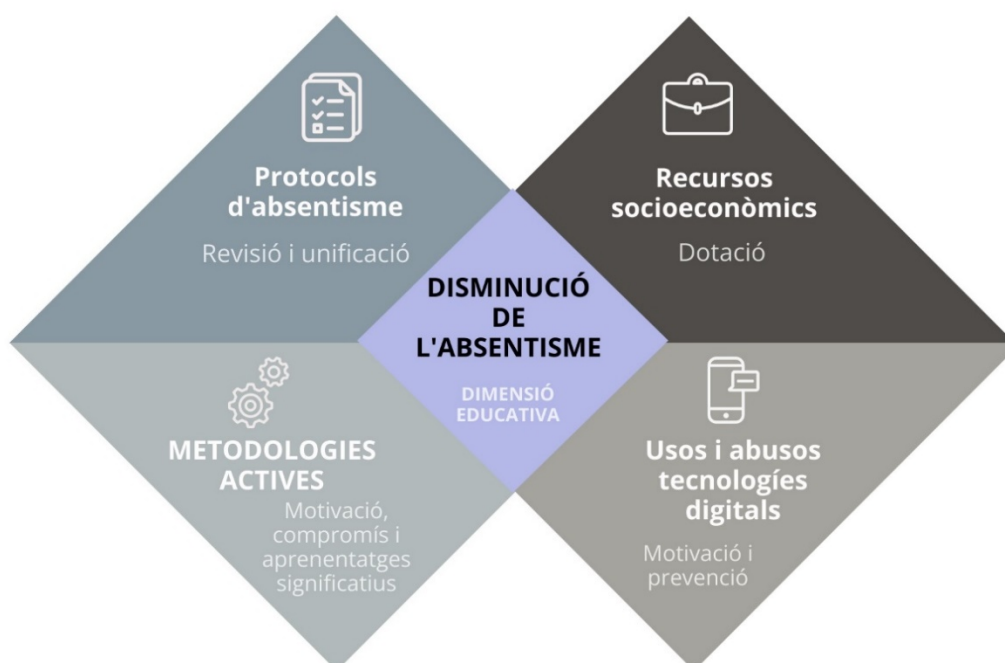 Protocols
d'absentisme
Revisió i unificació
Recursos
socioeconòmics
Dotació
DISMINUCIÓ
DE
L'ABSENTISME
DIMENSIÓ
EDUCATIVA
METODOLOGIES
ACTIVES
Motivació,
compromís i
aprenentatges
significatius
Usos i abusos
tecnologíes
digitals
Motivació i
prevenció